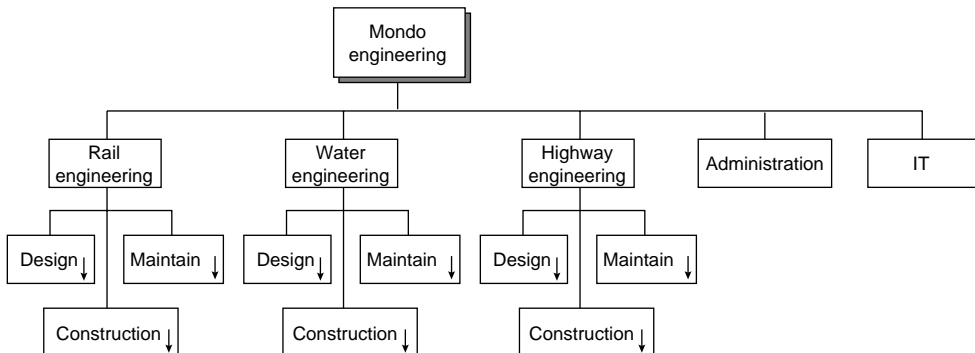 Mondo
engineering
Rail
engineering
Water
engineering
Highway
engineering
Administration
IT
Design
Maintain
Design
Maintain
Design
Maintain
Construction
Construction
Construction